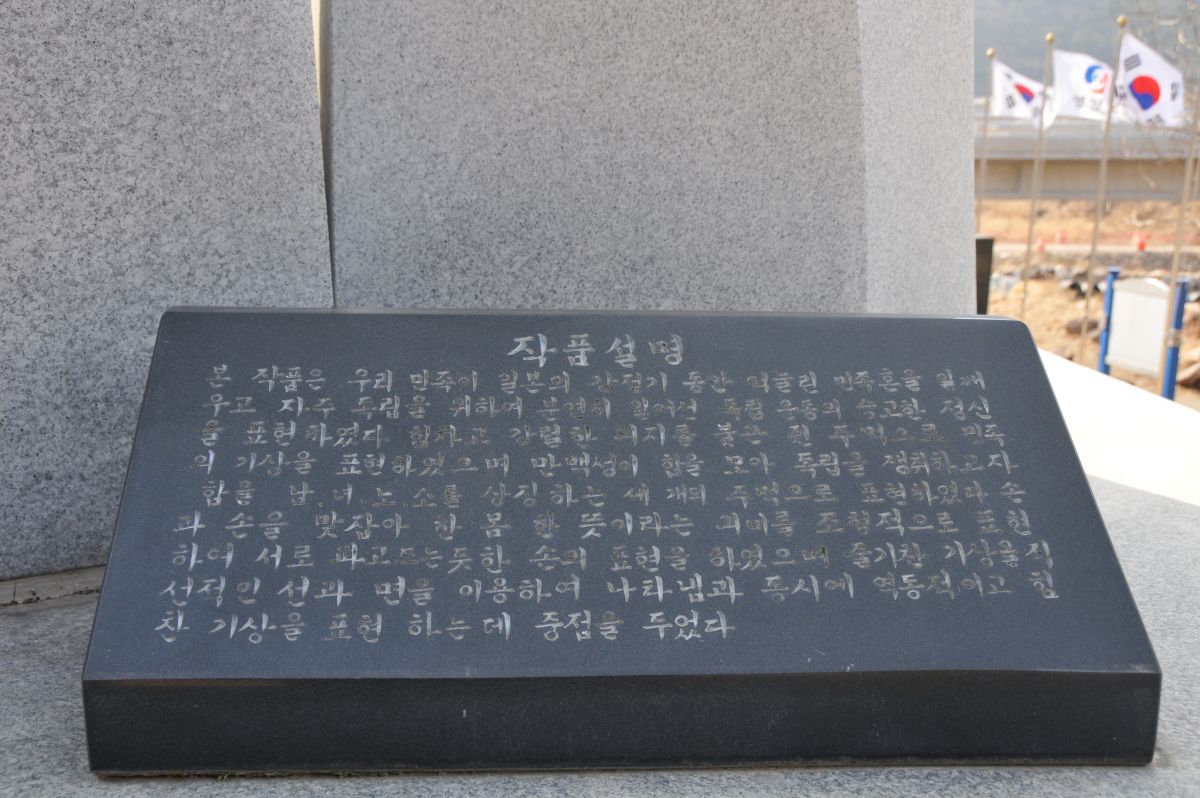 작품설명
본 작품은 우리 민족이 일본의 강점기 동안 억눌린 민족혼을 일깨
우고 자주 독립을 위하여 분연히 일어선 독립운동의 숭고한 정신
을 표현하였다 힘차고 강렬한 의지를 불끈 쥔 주먹으로 민족
의 기상을 표현하였으며 만백성이 힘을 모아 독립을 쟁취하고자
함을 남녀노소를 상징하는 세 개의 주먹으로 표현하였다 손
과 손을 맞잡아 한 몸 한 뜻이라는 의미를 조현적으로 표현
하여 서로 파고드는듯한 손의 표현을 하였으며 줄기찬 기상을 직
선적인 선과 면을 이용하여 나타냄과 동시에 역동적이고 힘
찬 기상을 표현 하는데 중점을 두었다